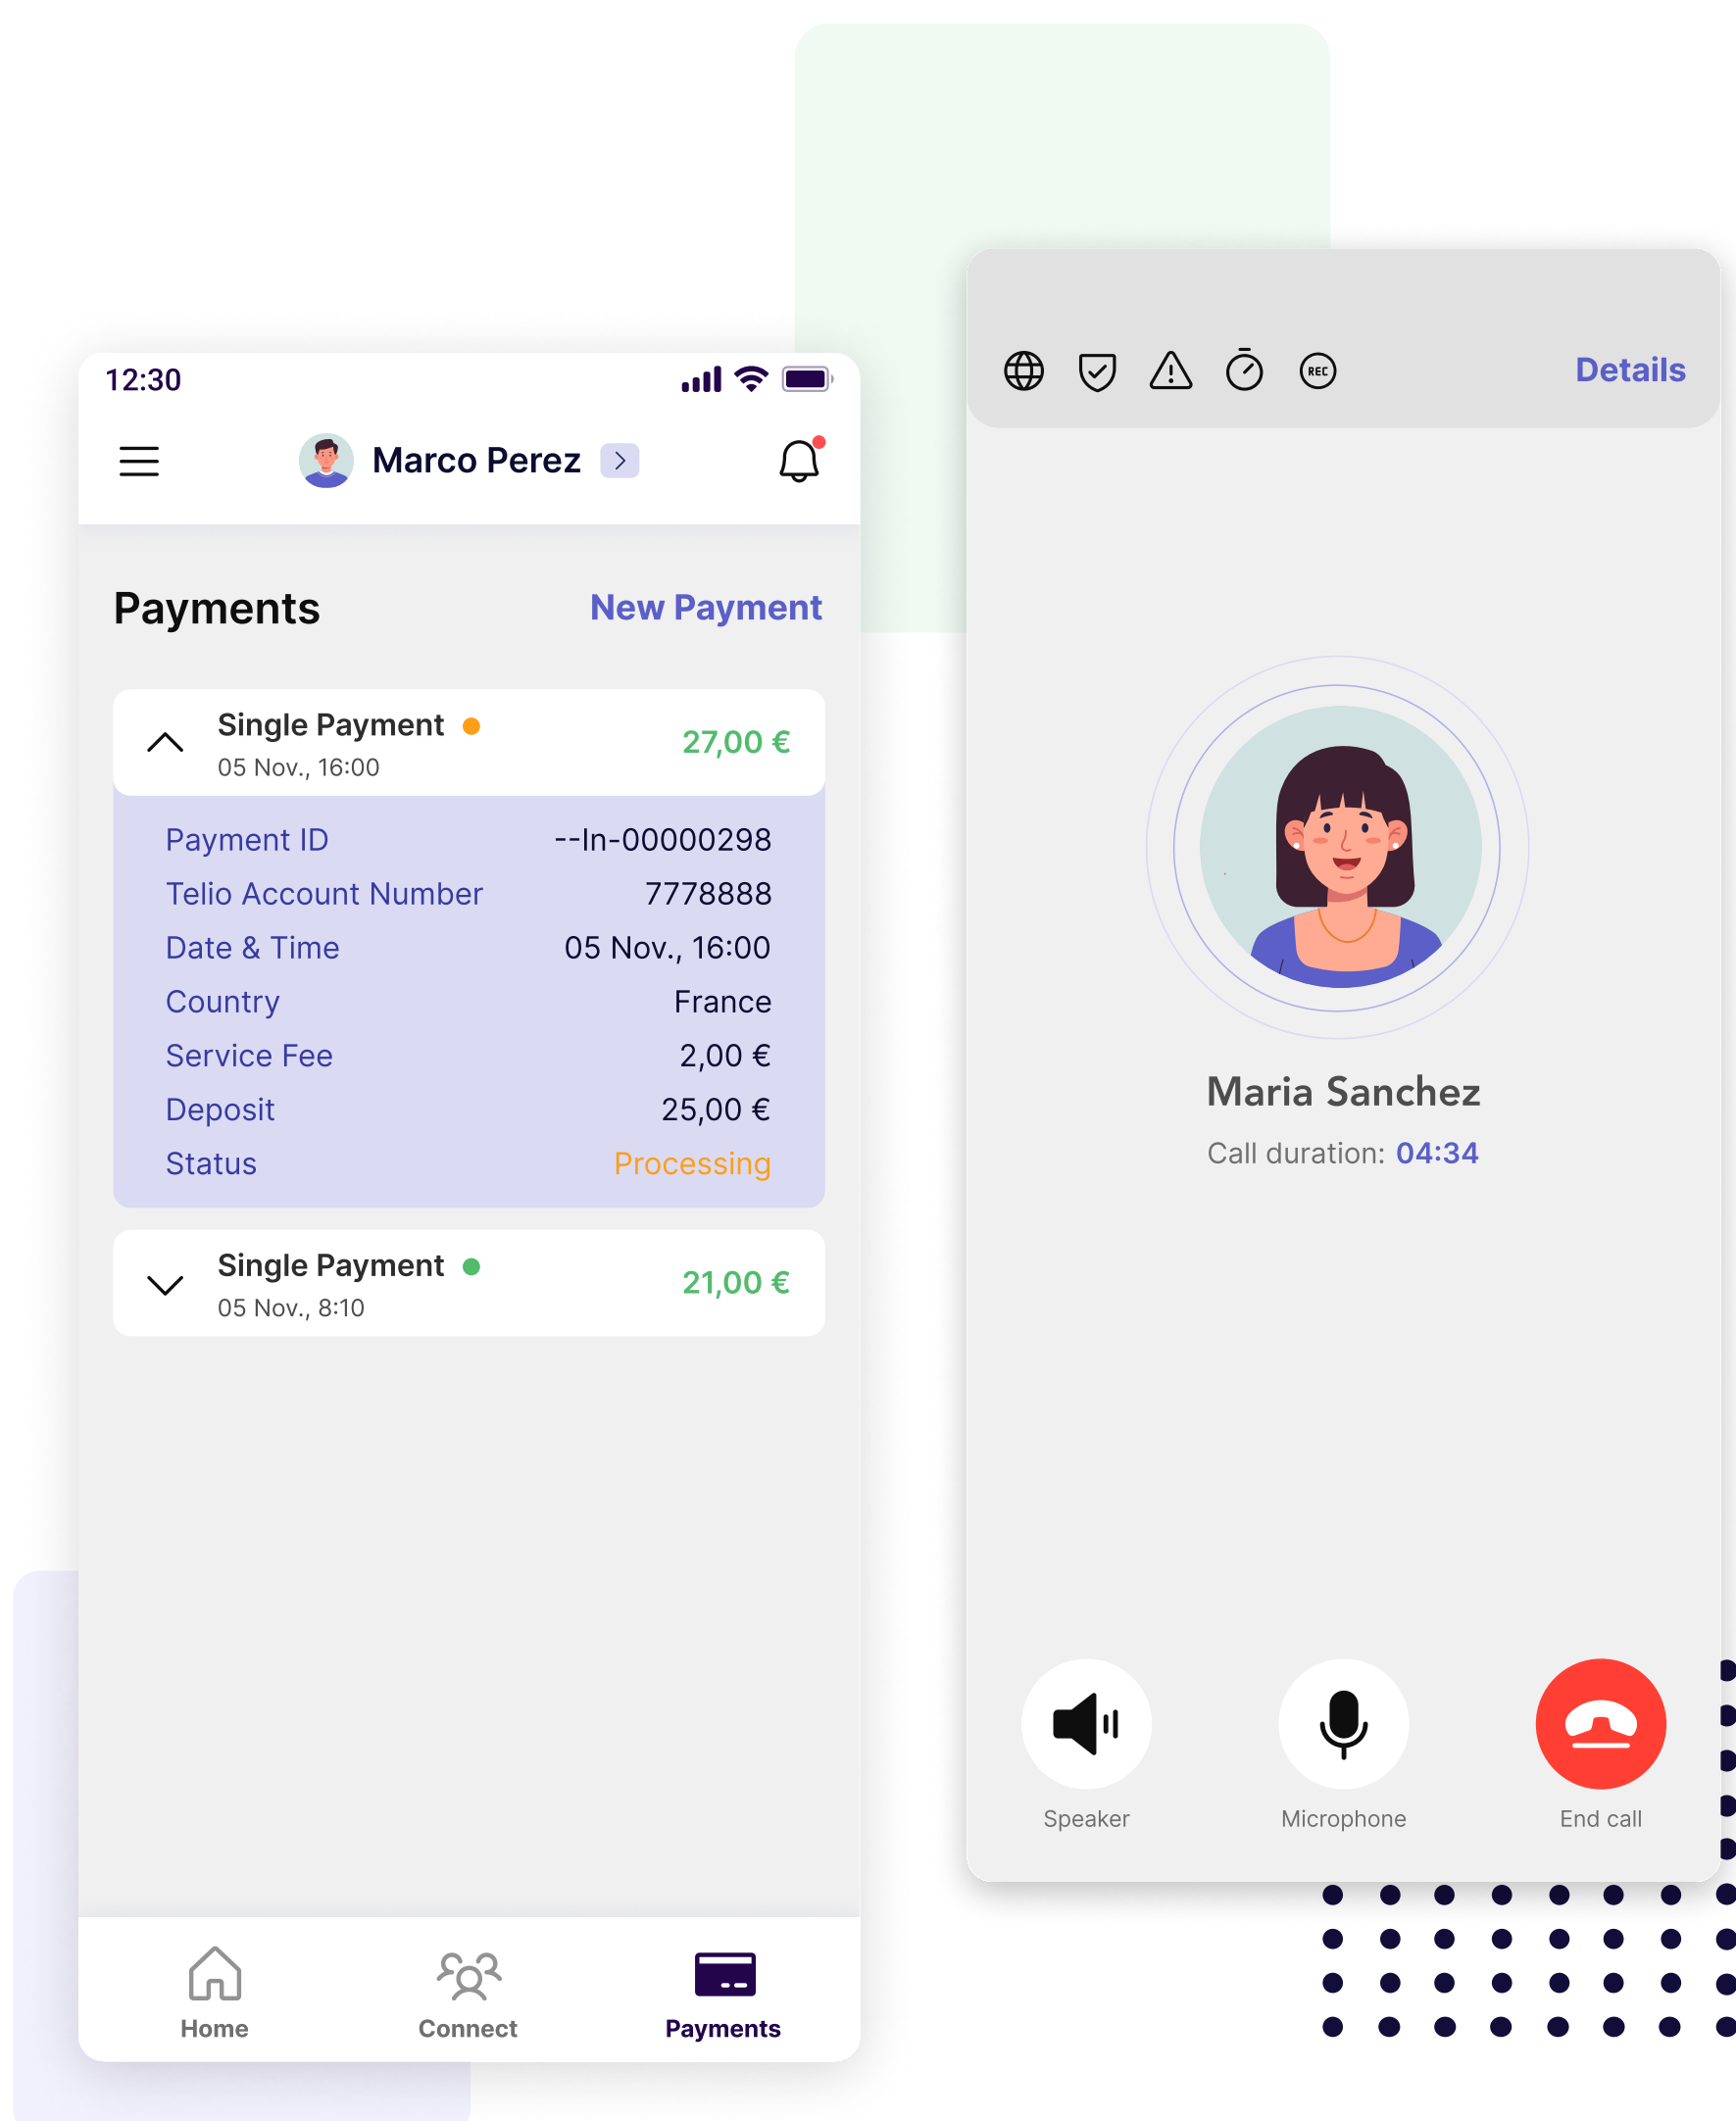 12:30
Marco Perez
Payments
New Payment
Single Payment
27,00 €
05 Nov., 16:00
Payment ID --In-00000298
Telio Account Number 7778888
Date & Time 05 Nov., 16:00
Country France
Service Fee 2,00 €
Deposit 25,00 €
Status Processing
Single Payment
21,00 €
05 Nov., 8:10
Home
Connect
Payments
REC
Details
Maria Sanchez
Call duration: 04:34
Speaker
Microphone
End call